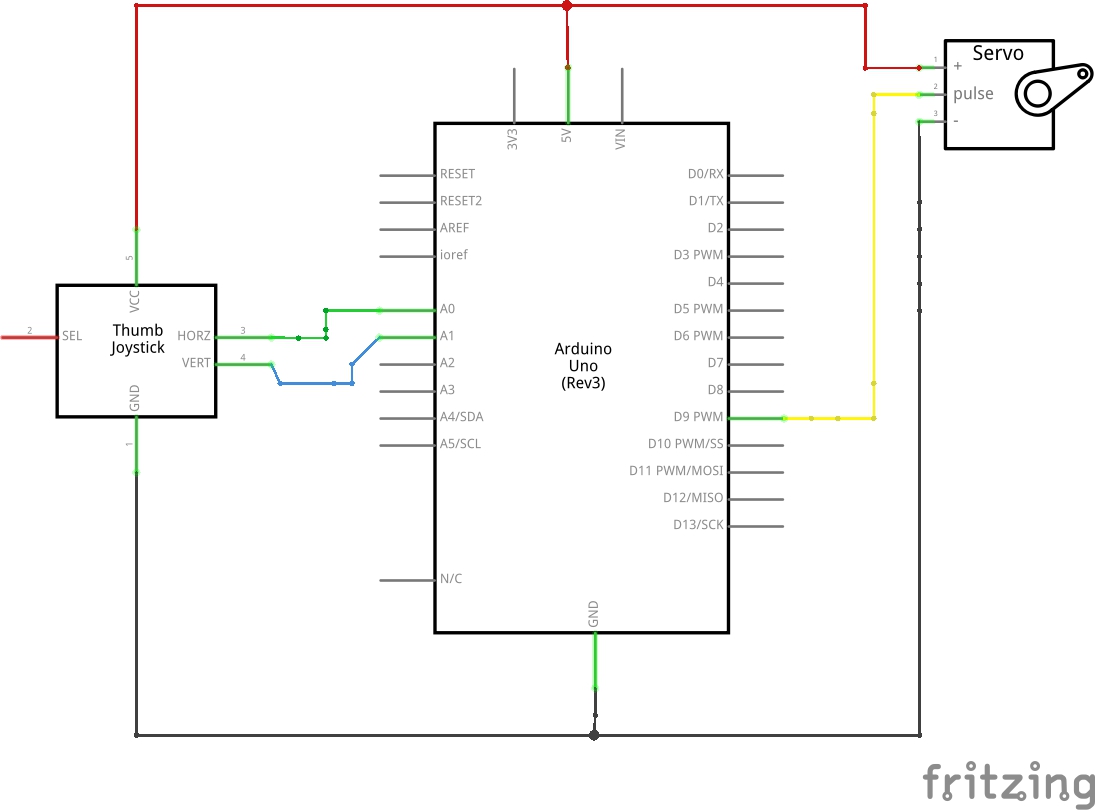 Servo
1
+
2
pulse
3
-
3V3
5V
VIN
RESET
RESET2
AREF
ioref
A0
A1
A2
A3
A4/SDA
A5/SCL
N/C
D0/RX
D1/TX
D2
D3 PWM
D4
D5 PWM
D6 PWM
D7
D8
D9 PWM
D10 PWM/SS
D11 PWM/MOSI
D12/MISO
D13/SCK
GND
Arduino
Uno
(Rev3)
5
VCC
2
SEL
Thumb
Joystick
HORZ
3
VERT
4
GND
1
fritzing